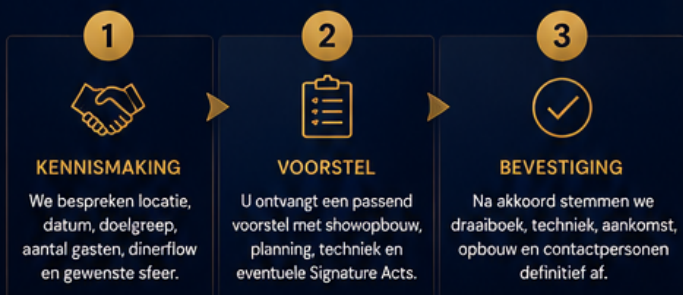 1
KENNISMAKING
We bespreken locatie,
datum, doelgreep,
aantal gasten, dinerflow
en gewenste sfeer.
2
VOORSTEL
U ontvangt een passend
voorstel met showopbouw,
planning, techniek en
eventuele Signature Acts.
3
BEVESTIGING
Na akkoord stemmen we
draaiboek, techniek, aankomst,
opbouw en contactpersonen
definitief af.